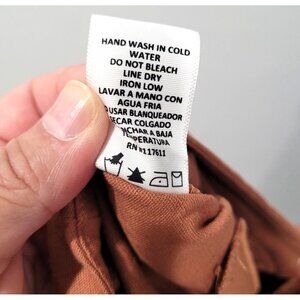 HAND WASH IN COLD
WATER
DO NOT BLEACH
LINE DRY
IRON LOW
LAVAR A MANO CON
AGUA FRIA
USAR BLANQUEADOR
SECAR COLGADO
A BAJA
RN #117611